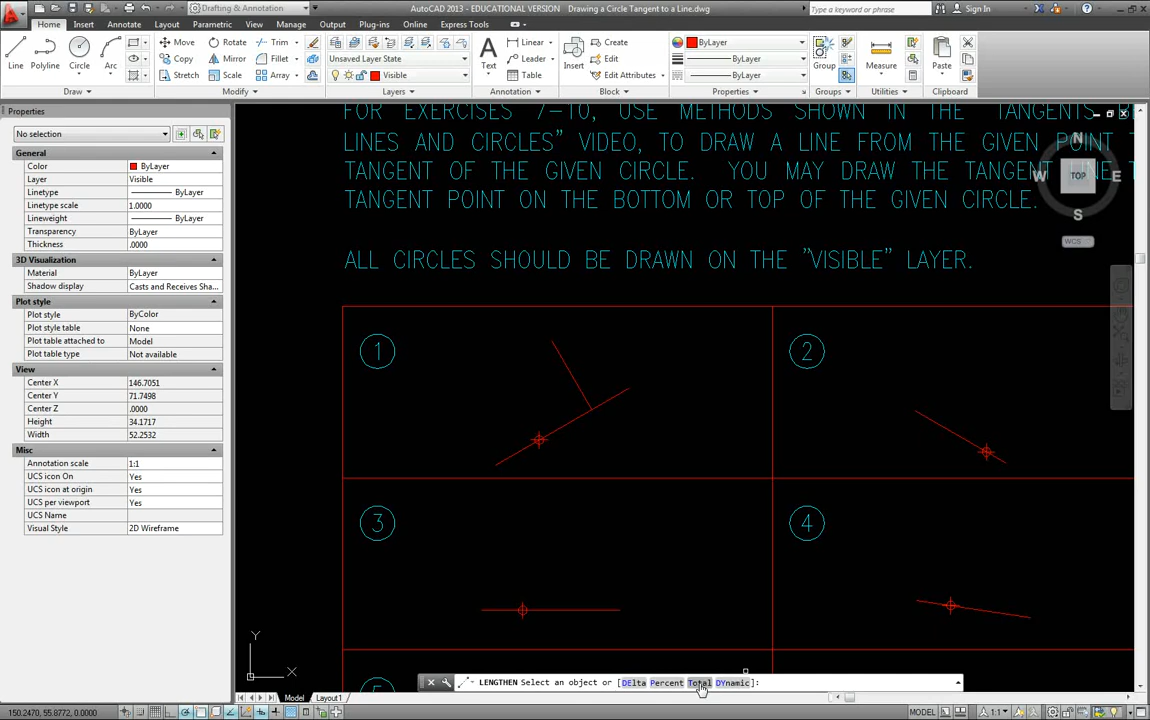 Drafting & Annotation
AutoCAD 2013 - EDUCATIONAL VERSION Drawing a Circle Tangent to a Line.dwg
Type a keyword or phrase
Sign In
Home Insert Annotate Layout Parametric View Manage Output Plug-ins Online Express Tools
Line Polyline Circle Arc
Move Rotate Trim
Copy Mirror Fillet
Stretch Scale Array
Unsaved Layer State
Visible
Text Linear
Leader
Table
Insert Create
Edit
Edit Attributes
ByLayer
ByLayer
ByLayer
Group Measure Paste
Draw Modify Layers Annotation Block Properties Groups Utilities Clipboard
Properties
No selection
General
Color ByLayer
Layer Visible
Linetype ByLayer
Linetype scale 1.0000
Lineweight ByLayer
Transparency ByLayer
Thickness .0000
3D Visualization
Material ByLayer
Shadow display Casts and Receives Sha...
Plot style
Plot style ByColor
Plot style table None
Plot table attached to Model
Plot table type Not available
View
Center X 146.7051
Center Y 71.7498
Center Z .0000
Height 34.1717
Width 52.2532
Misc
Annotation scale 1:1
UCS icon On Yes
UCS icon at origin Yes
UCS per viewport Yes
UCS Name
Visual Style 2D Wireframe
FOR EXERCISES 7-10, USE METHODS SHOWN IN THE TANGENTS
LINES AND CIRCLES" VIDEO, TO DRAW A LINE FROM THE GIVEN POINT T
TANGENT OF THE GIVEN CIRCLE. YOU MAY DRAW THE TANGENT LINE T
TANGENT POINT ON THE BOTTOM OR TOP OF THE GIVEN CIRCLE.
ALL CIRCLES SHOULD BE DRAWN ON THE "VISIBLE" LAYER.
N
W TOP E
S
WCS
1
2
3
4
5
Y
X
LENGTHEN Select an object or [DElta Percent Total DYnamic]:
Model Layout1
150.2470, 55.8772, 0.0000
MODEL
1:1